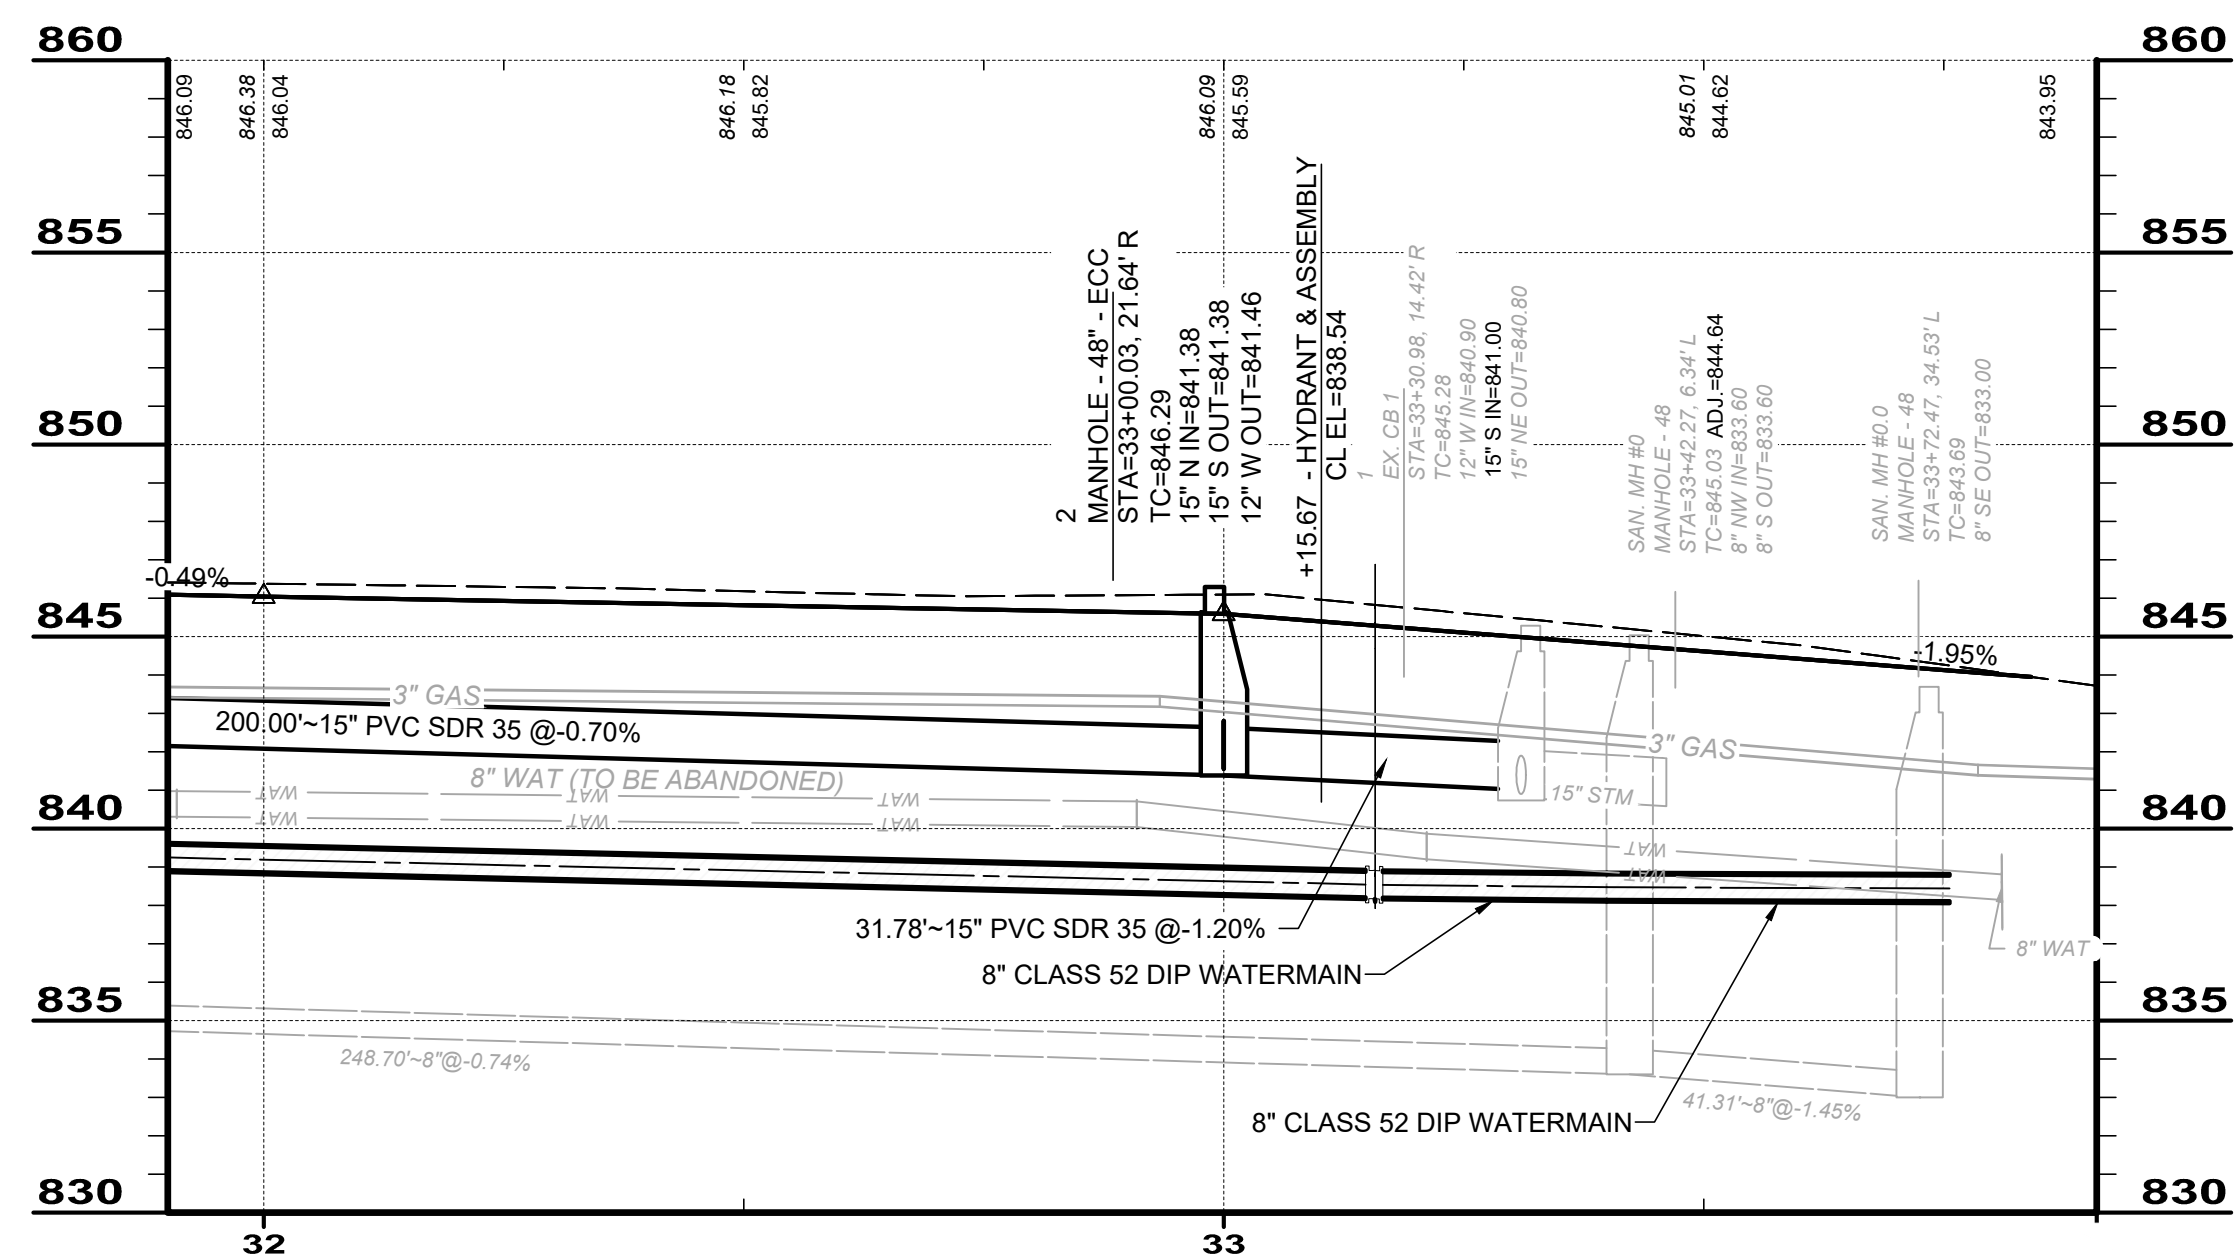 860
860
855
855
850
850
845
845
840
840
835
835
830
830
846.09
846.38
846.04
846.18
845.82
846.09
845.59
845.01
844.62
843.95
2
MANHOLE - 48" - ECC
STA=33+00.03, 21.64' R
TC=846.29
15" N IN=841.38
15" S OUT=841.38
12" W OUT=841.46
+15.67 - HYDRANT & ASSEMBLY
CL EL=838.54
1
EX. CB 1
STA=33+30.98, 14.42' R
TC=845.28
12" W IN=840.90
15" S IN=841.00
15" NE OUT=840.80
SAN. MH #0
MANHOLE - 48
STA=33+42.27, 6.34' L
TC=845.03 ADJ.=844.64
8" NW IN=833.60
8" S OUT=833.60
SAN. MH #0.0
MANHOLE - 48
STA=33+72.47, 34.53' L
TC=843.69
8" SE OUT=833.00
-0.49%
-1.95%
3" GAS
200.00'~15" PVC SDR 35 @-0.70%
3" GAS
8" WAT (TO BE ABANDONED)
WAT
WAT
WAT
WAT
WAT
WAT
15" STM
WAT
WAT
31.78'~15" PVC SDR 35 @-1.20%
8" WAT
8" CLASS 52 DIP WATERMAIN
248.70'~8"@-0.74%
41.31'~8"@-1.45%
8" CLASS 52 DIP WATERMAIN
32
33